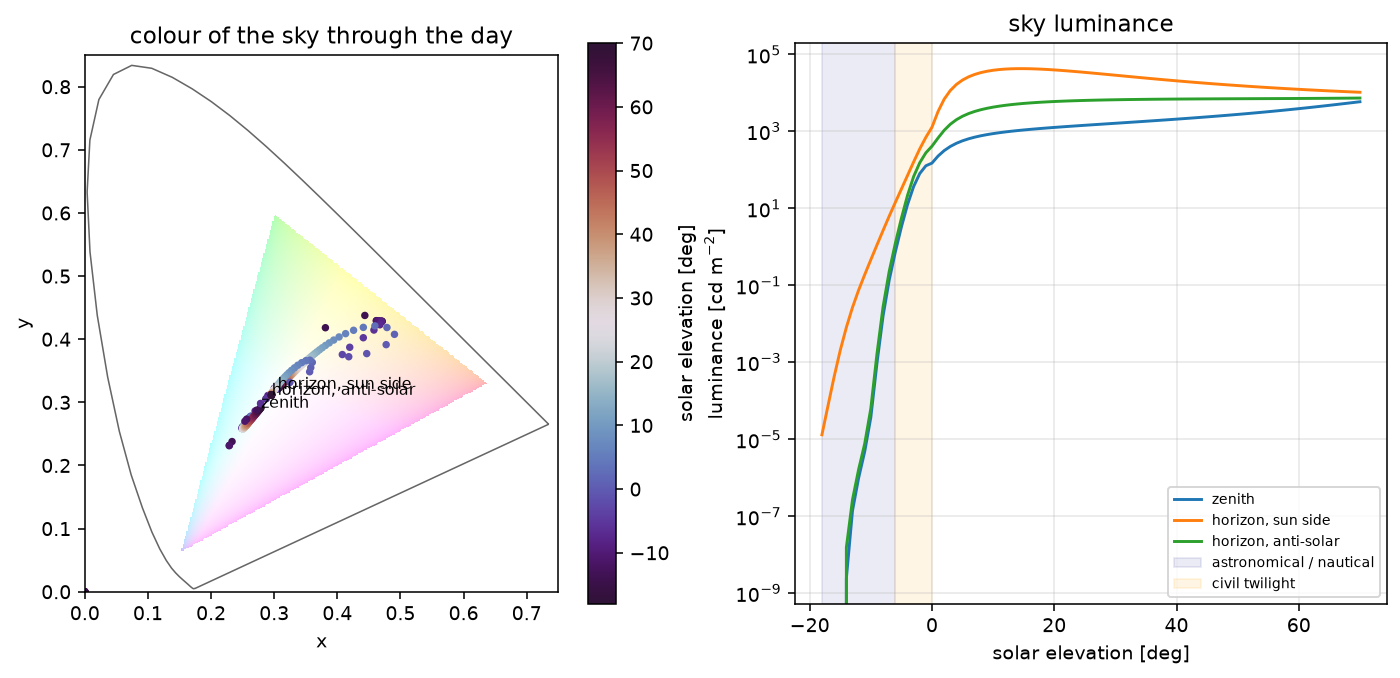 colour of the sky through the day
0.8
0.7
0.6
0.5
0.4
0.3
0.2
0.1
0.0
0.0 0.1 0.2 0.3 0.4 0.5 0.6 0.7
x
y
horizon, sun side
horizon, anti-solar
zenith
70
60
50
40
30
20
10
0
−10
solar elevation [deg]
sky luminance
luminance [cd m⁻²]
10⁵
10³
10¹
10⁻¹
10⁻³
10⁻⁵
10⁻⁷
10⁻⁹
−20 0 20 40 60
solar elevation [deg]
zenith
horizon, sun side
horizon, anti-solar
astronomical / nautical
civil twilight